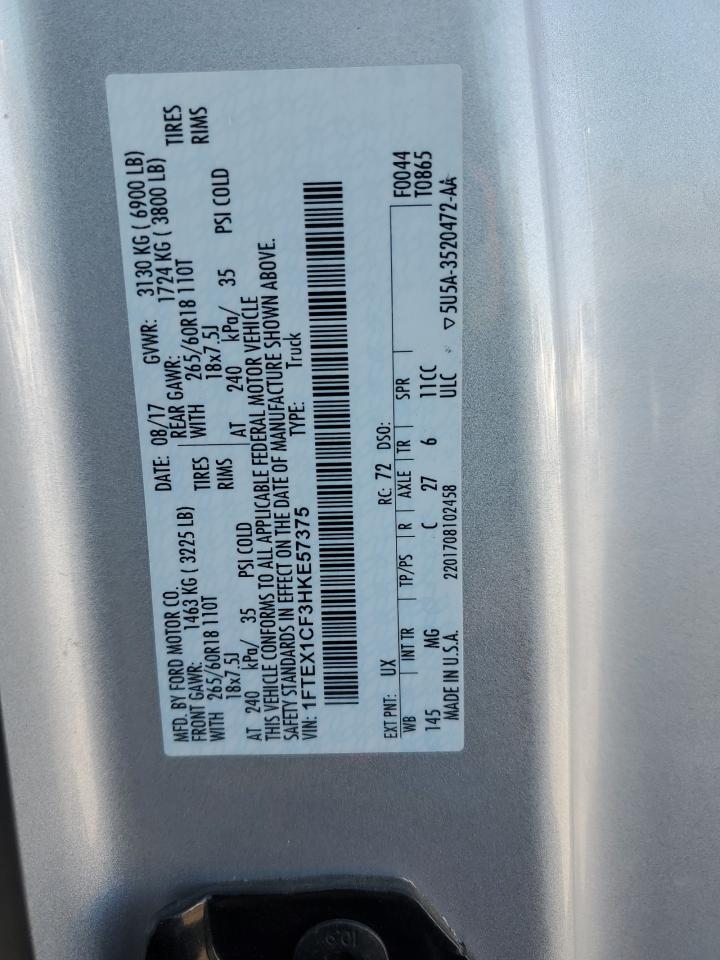 MFD. BY FORD MOTOR CO. DATE: 08/17 GVWR: 3130 KG ( 6900 LB)
FRONT GAWR: 1463 KG ( 3225 LB) REAR GAWR: 1724 KG ( 3800 LB)
WITH 265/60R18 110T TIRES WITH 265/60R18 110T TIRES
18x7.5J RIMS 18x7.5J RIMS
AT 240 kPa/ 35 PSI COLD AT 240 kPa/ 35 PSI COLD
THIS VEHICLE CONFORMS TO ALL APPLICABLE FEDERAL MOTOR VEHICLE
SAFETY STANDARDS IN EFFECT ON THE DATE OF MANUFACTURE SHOWN ABOVE.
VIN: 1FTEX1CF3HKE57375 TYPE: Truck
EXT PNT: UX RC: 72 DSO: F0044
WB INT TR TP/PS R AXLE TR SPR T0865
145 MG C 27 6 11CC
MADE IN U.S.A. 2201708102458 ULC ▽5U5A-3520472-AA
10.9